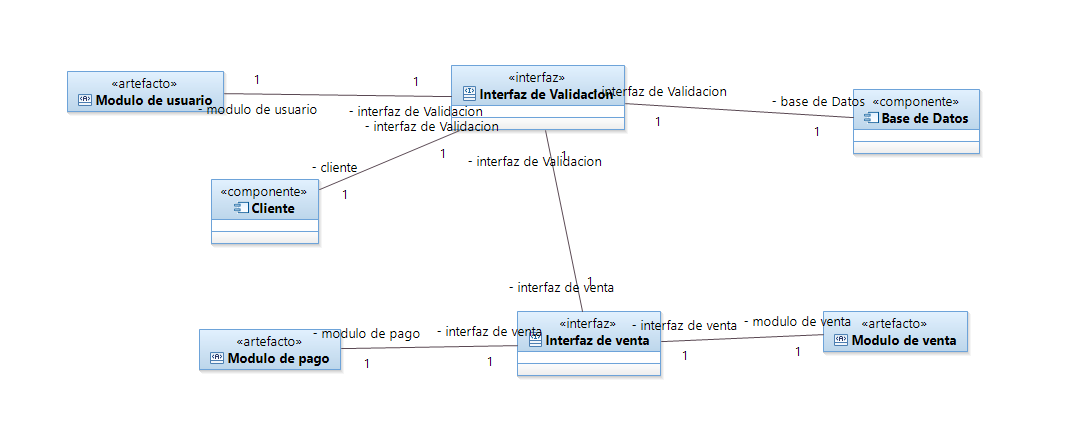 «artefacto»
Modulo de usuario
1
1
- modulo de usuario
- interfaz de Validacion
«interfaz»
Interfaz de Validacion
interfaz de Validacion
1
- base de Datos
1
«componente»
Base de Datos
- interfaz de Validacion
1
- cliente
1
«componente»
Cliente
- interfaz de Validacion
1
- interfaz de venta
1
«artefacto»
Modulo de pago
- modulo de pago
1
- interfaz de venta
1
«interfaz»
Interfaz de venta
- interfaz de venta
1
- modulo de venta
1
«artefacto»
Modulo de venta